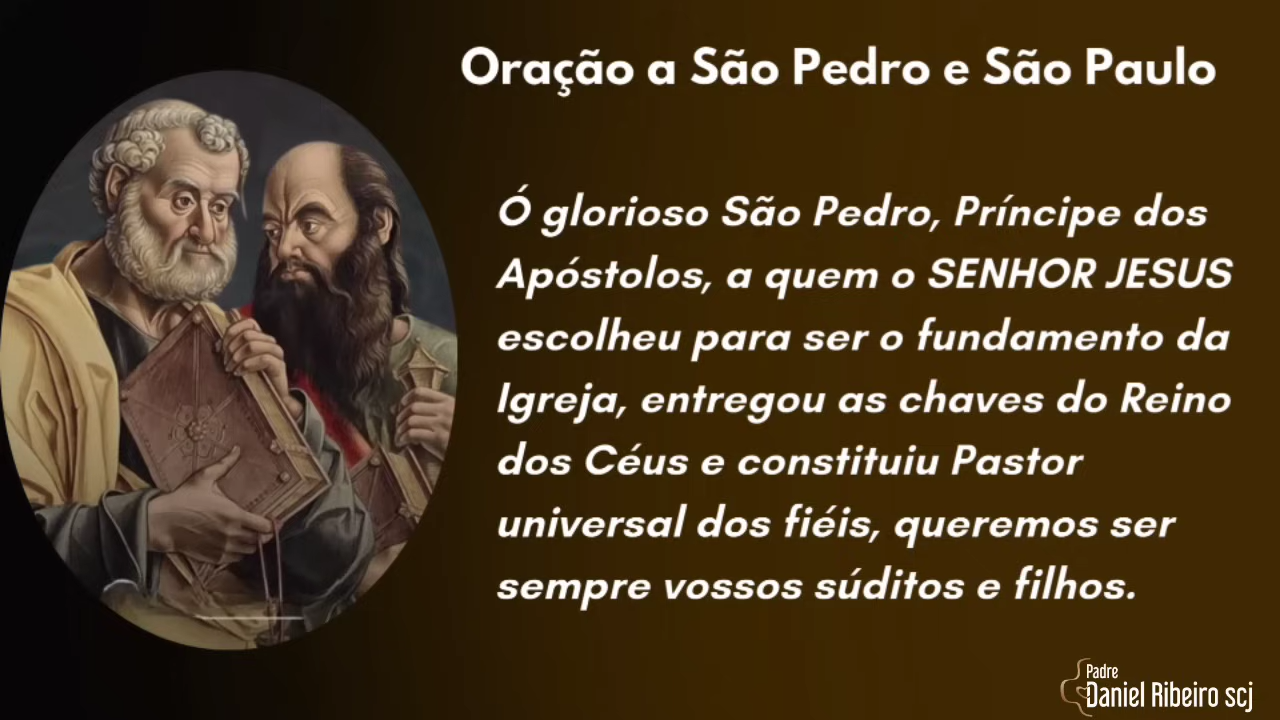 Oração a São Pedro e São Paulo
Ó glorioso São Pedro, Príncipe dos
Apóstolos, a quem o SENHOR JESUS
escolheu para ser o fundamento da
Igreja, entregou as chaves do Reino
dos Céus e constituiu Pastor
universal dos fiéis, queremos ser
sempre vossos súditos e filhos.
Padre
Daniel Ribeiro scj